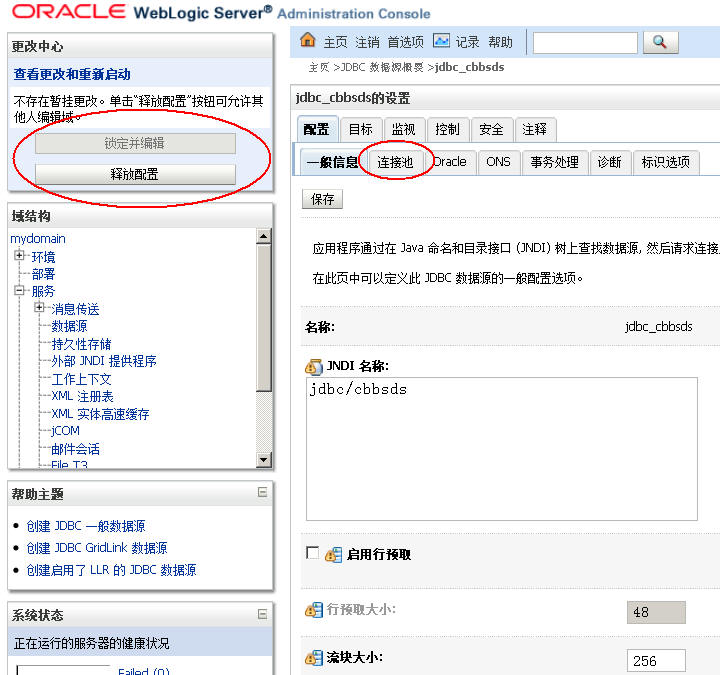 ORACLE WebLogic Server® Administration Console
更改中心
查看更改和重新启动
不存在暂挂更改。单击“释放配置”按钮可允许其
他人编辑域。
锁定并编辑
释放配置
域结构
mydomain
环境
部署
服务
消息传送
数据源
持久性存储
外部 JNDI 提供程序
工作上下文
XML 注册表
XML 实体高速缓存
jCOM
邮件会话
File T3
帮助主题
创建 JDBC 一般数据源
创建 JDBC GridLink 数据源
创建启用了 LLR 的 JDBC 数据源
系统状态
正在运行的服务器的健康状况
Failed (0)
主页 注销 首选项 记录 帮助
主页 >JDBC 数据源概要 >jdbc_cbbsds
jdbc_cbbsds的设置
配置 目标 监视 控制 安全 注释
一般信息 连接池 Oracle ONS 事务处理 诊断 标识选项
保存
应用程序通过在 Java 命名和目录接口 (JNDI) 树上查找数据源, 然后请求连接,
在此页中可以定义此 JDBC 数据源的一般配置选项。
名称: jdbc_cbbsds
JNDI 名称:
jdbc/cbbsds
启用行预取
行预取大小: 48
流块大小: 256